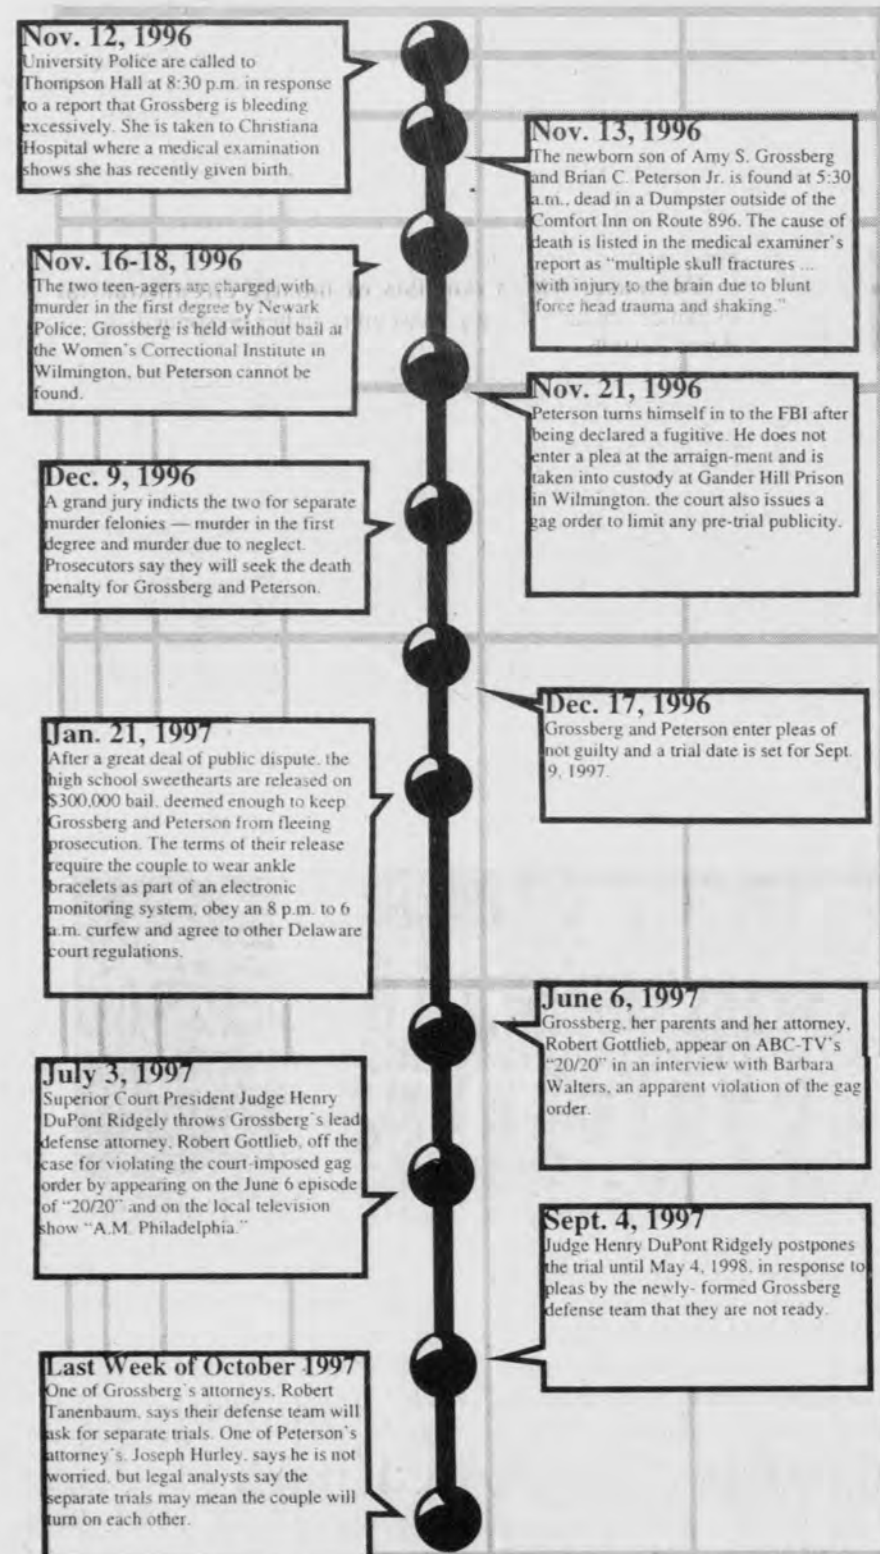 Nov. 12, 1996
University Police are called to
Thompson Hall at 8:30 p.m. in response
to a report that Grossberg is bleeding
excessively. She is taken to Christiana
Hospital where a medical examination
shows she has recently given birth.
Nov. 13, 1996
The newborn son of Amy S. Grossberg
and Brian C. Peterson Jr. is found at 5:30
a.m., dead in a Dumpster outside of the
Comfort Inn on Route 896. The cause of
death is listed in the medical examiner's
report as "multiple skull fractures ...
with injury to the brain due to blunt
force head trauma and shaking."
Nov. 16-18, 1996
The two teen-agers are charged with
murder in the first degree by Newark
Police; Grossberg is held without bail at
the Women's Correctional Institute in
Wilmington, but Peterson cannot be
found.
Nov. 21, 1996
Peterson turns himself in to the FBI after
being declared a fugitive. He does not
enter a plea at the arraign-ment and is
taken into custody at Gander Hill Prison
in Wilmington. the court also issues a
gag order to limit any pre-trial publicity.
Dec. 9, 1996
A grand jury indicts the two for separate
murder felonies — murder in the first
degree and murder due to neglect.
Prosecutors say they will seek the death
penalty for Grossberg and Peterson.
Dec. 17, 1996
Grossberg and Peterson enter pleas of
not guilty and a trial date is set for Sept.
9, 1997.
Jan. 21, 1997
After a great deal of public dispute, the
high school sweethearts are released on
$300,000 bail, deemed enough to keep
Grossberg and Peterson from fleeing
prosecution. The terms of their release
require the couple to wear ankle
bracelets as part of an electronic
monitoring system, obey an 8 p.m. to 6
a.m. curfew and agree to other Delaware
court regulations.
June 6, 1997
Grossberg, her parents and her attorney,
Robert Gottlieb, appear on ABC-TV's
"20/20" in an interview with Barbara
Walters, an apparent violation of the gag
order.
July 3, 1997
Superior Court President Judge Henry
DuPont Ridgely throws Grossberg's lead
defense attorney, Robert Gottlieb, off the
case for violating the court-imposed gag
order by appearing on the June 6 episode
of "20/20" and on the local television
show "A.M. Philadelphia."
Sept. 4, 1997
Judge Henry DuPont Ridgely postpones
the trial until May 4, 1998, in response to
pleas by the newly- formed Grossberg
defense team that they are not ready.
Last Week of October 1997
One of Grossberg's attorneys, Robert
Tanenbaum, says their defense team will
ask for separate trials. One of Peterson's
attorney's, Joseph Hurley, says he is not
worried, but legal analysts say the
separate trials may mean the couple will
turn on each other.